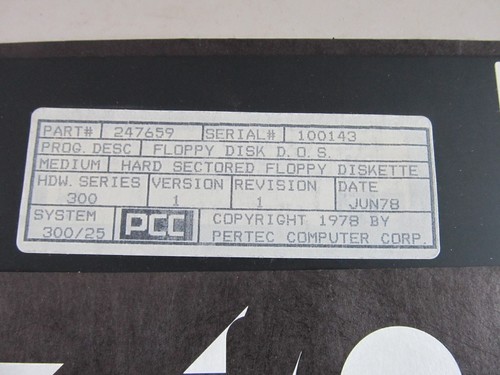 PART# 247659 SERIAL# 100143
PROG. DESC FLOPPY DISK D.O.S.
MEDIUM HARD SECTORED FLOPPY DISKETTE
HDW. SERIES VERSION REVISION DATE
300 1 1 JUN78
SYSTEM PCC COPYRIGHT 1978 BY
300/25 PERTEC COMPUTER CORP.